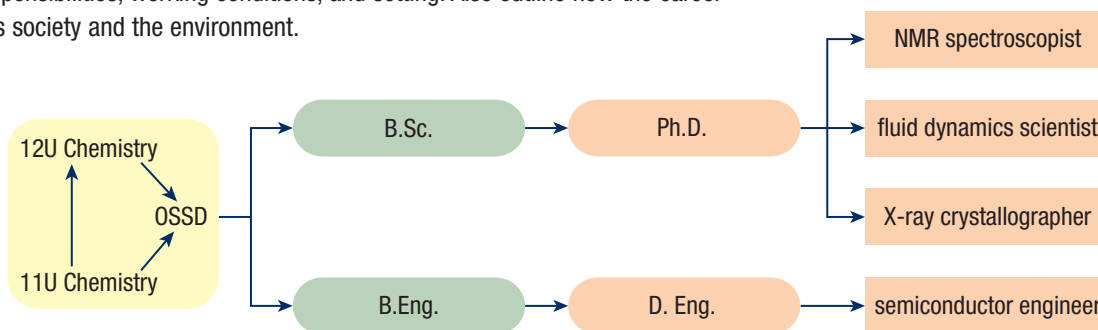 s society and the environment.
NMR spectroscopist
B.Sc.
Ph.D.
fluid dynamics scientist
12U Chemistry
OSSD
X-ray crystallographer
11U Chemistry
B.Eng.
D. Eng.
semiconductor engineer